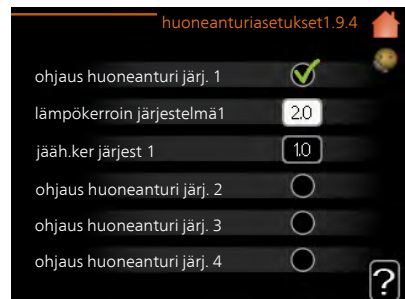 huoneanturiasetukset1.9.4
ohjaus huoneanturi järj. 1
lämpökerroin järjestelmä1 2.0
jääh.ker järjest 1 1.0
ohjaus huoneanturi järj. 2
ohjaus huoneanturi järj. 3
ohjaus huoneanturi järj. 4
?